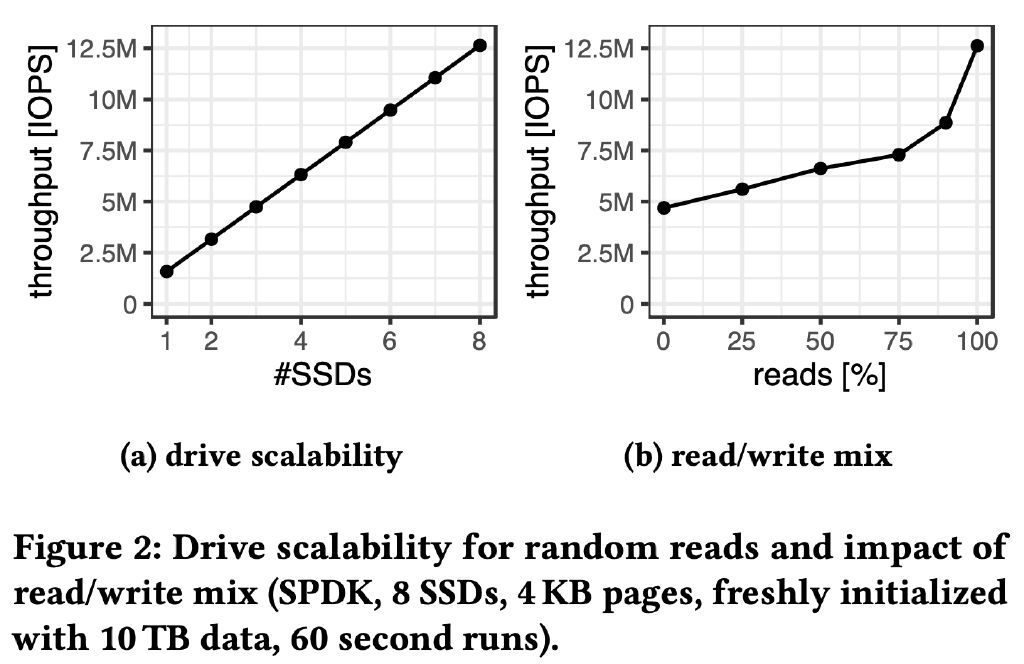 throughput [IOPS]
12.5M
10M
7.5M
5M
2.5M
0
1 2 4 6 8
#SSDs
(a) drive scalability
throughput [IOPS]
12.5M
10M
7.5M
5M
2.5M
0
0 25 50 75 100
reads [%]
(b) read/write mix
Figure 2: Drive scalability for random reads and impact of
read/write mix (SPDK, 8 SSDs, 4 KB pages, freshly initialized
with 10 TB data, 60 second runs).